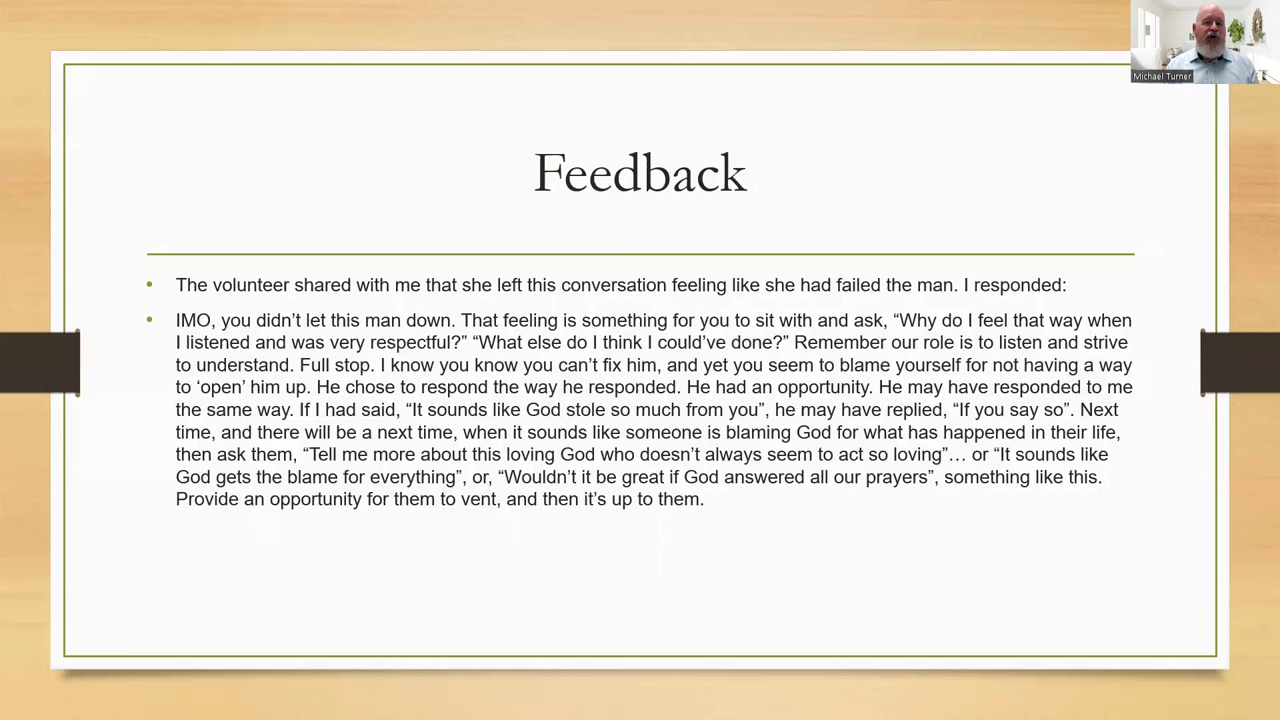 Michael Turner
Feedback
• The volunteer shared with me that she left this conversation feeling like she had failed the man. I responded:
• IMO, you didn’t let this man down. That feeling is something for you to sit with and ask, “Why do I feel that way when
I listened and was very respectful?” “What else do I think I could’ve done?” Remember our role is to listen and strive
to understand. Full stop. I know you know you can’t fix him, and yet you seem to blame yourself for not having a way
to ‘open’ him up. He chose to respond the way he responded. He had an opportunity. He may have responded to me
the same way. If I had said, “It sounds like God stole so much from you”, he may have replied, “If you say so”. Next
time, and there will be a next time, when it sounds like someone is blaming God for what has happened in their life,
then ask them, “Tell me more about this loving God who doesn’t always seem to act so loving”… or “It sounds like
God gets the blame for everything”, or, “Wouldn’t it be great if God answered all our prayers”, something like this.
Provide an opportunity for them to vent, and then it’s up to them.